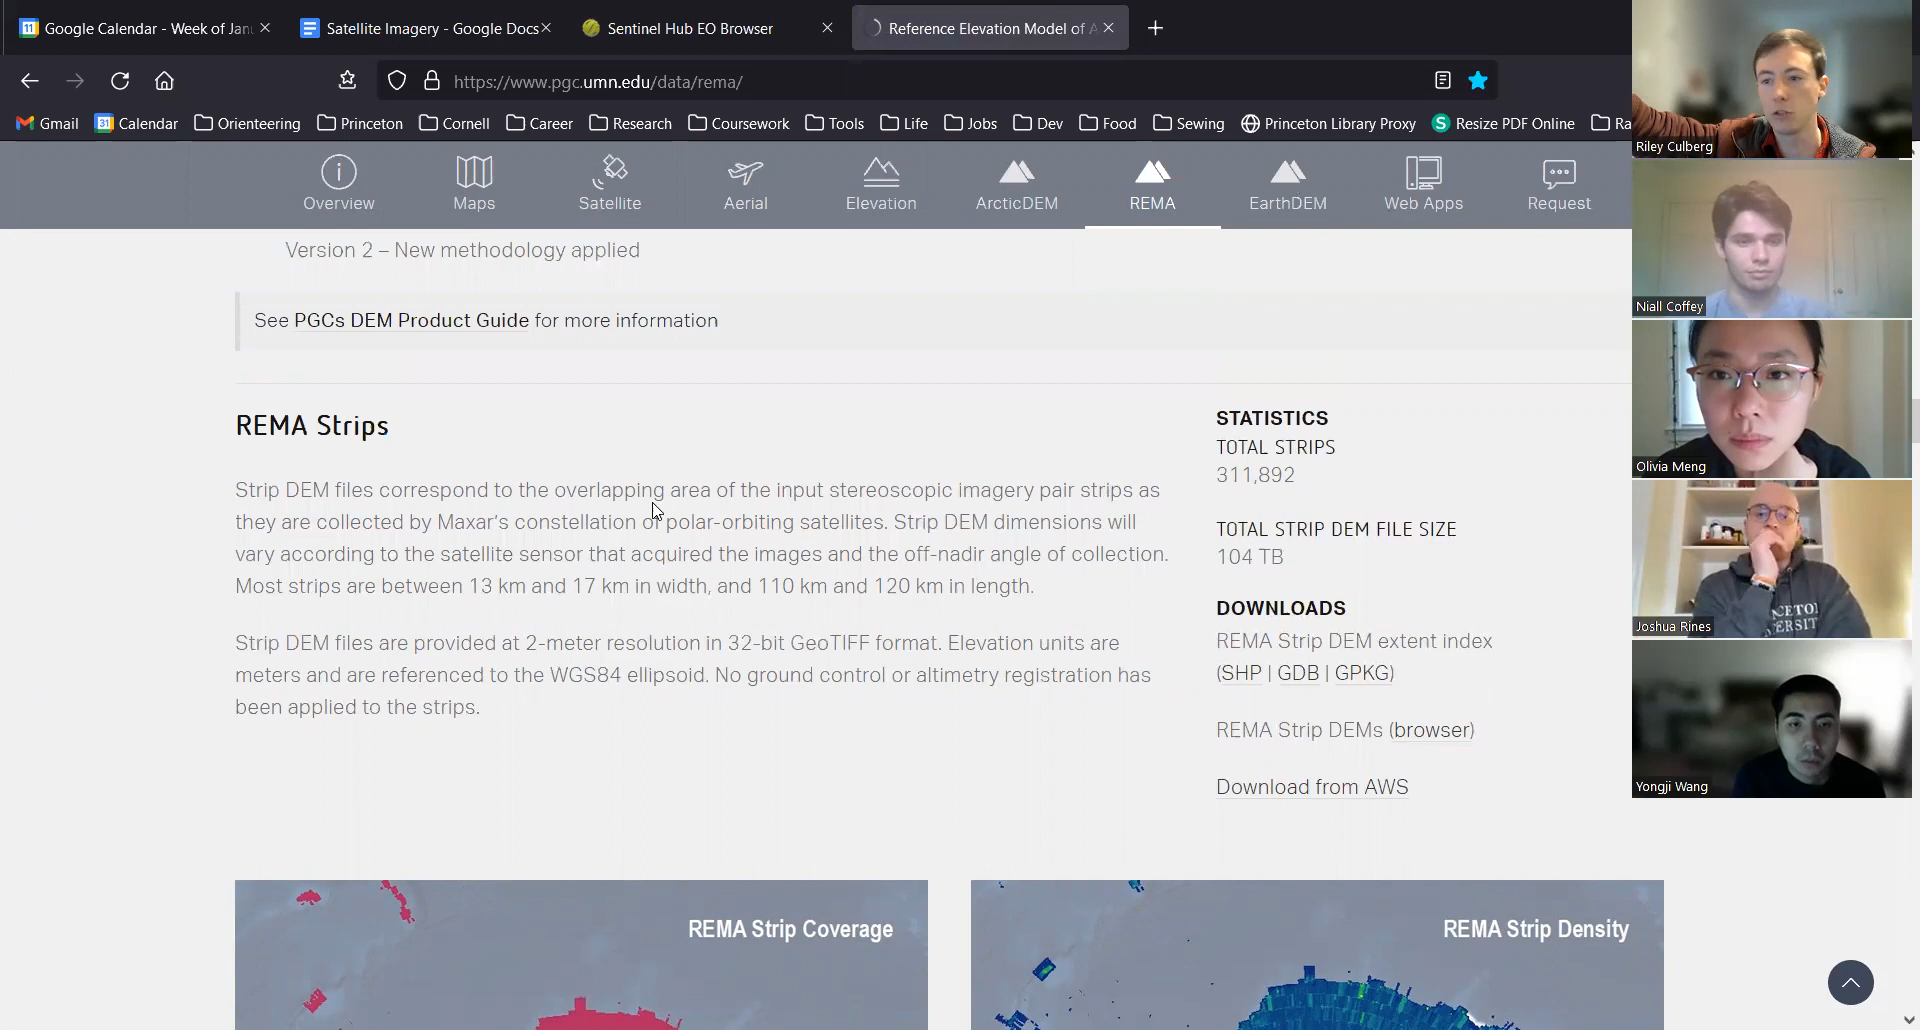 Google Calendar - Week of Jan
Satellite Imagery - Google Docs
Sentinel Hub EO Browser
Reference Elevation Model of A
https://www.pgc.umn.edu/data/rema/
Gmail
Calendar
Orienteering
Princeton
Cornell
Career
Research
Coursework
Tools
Life
Jobs
Dev
Food
Sewing
Princeton Library Proxy
Resize PDF Online
Ra
Overview
Maps
Satellite
Aerial
Elevation
ArcticDEM
REMA
EarthDEM
Web Apps
Request
Version 2 – New methodology applied
See PGCs DEM Product Guide for more information
REMA Strips
Strip DEM files correspond to the overlapping area of the input stereoscopic imagery pair strips as
they are collected by Maxar's constellation of polar-orbiting satellites. Strip DEM dimensions will
vary according to the satellite sensor that acquired the images and the off-nadir angle of collection.
Most strips are between 13 km and 17 km in width, and 110 km and 120 km in length.
Strip DEM files are provided at 2-meter resolution in 32-bit GeoTIFF format. Elevation units are
meters and are referenced to the WGS84 ellipsoid. No ground control or altimetry registration has
been applied to the strips.
STATISTICS
TOTAL STRIPS
311,892
TOTAL STRIP DEM FILE SIZE
104 TB
DOWNLOADS
REMA Strip DEM extent index
(SHP | GDB | GPKG)
REMA Strip DEMs (browser)
Download from AWS
REMA Strip Coverage
REMA Strip Density
Riley Culberg
Niall Coffey
Olivia Meng
Joshua Rines
Yongji Wang